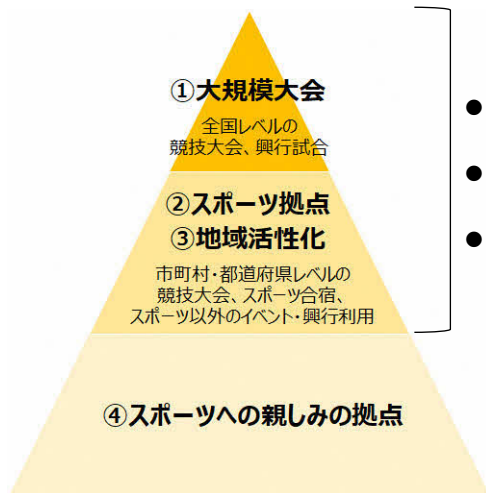 ①大規模大会
全国レベルの
競技大会、興行試合
②スポーツ拠点
③地域活性化
市町村・都道府県レベルの
競技大会、スポーツ合宿、
スポーツ以外のイベント・興行利用
④スポーツへの親しみの拠点